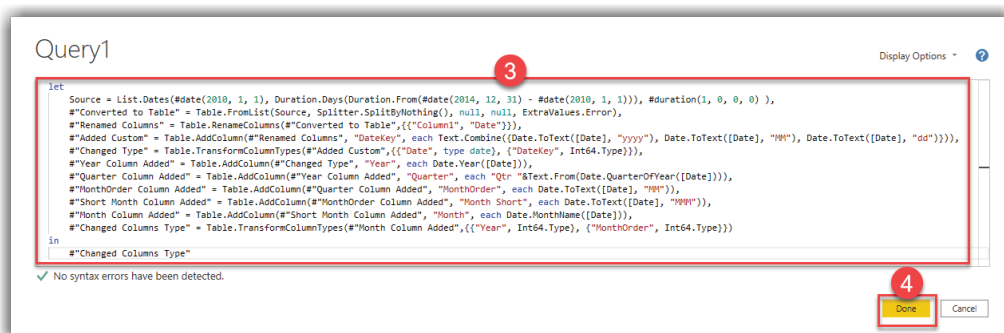 Query1
Display Options
?
3
let
Source = List.Dates(#date(2010, 1, 1), Duration.Days(Duration.From(#date(2014, 12, 31) - #date(2010, 1, 1))), #duration(1, 0, 0, 0) ),
#"Converted to Table" = Table.FromList(Source, Splitter.SplitByNothing(), null, null, ExtraValues.Error),
#"Renamed Columns" = Table.RenameColumns(#"Converted to Table",{{"Column1", "Date"}}),
#"Added Custom" = Table.AddColumn(#"Renamed Columns", "DateKey", each Text.Combine({Date.ToText([Date], "yyyy"), Date.ToText([Date], "MM"), Date.ToText([Date], "dd")})),
#"Changed Type" = Table.TransformColumnTypes(#"Added Custom",{{"Date", type date}, {"DateKey", Int64.Type}}),
#"Year Column Added" = Table.AddColumn(#"Changed Type", "Year", each Date.Year([Date])),
#"Quarter Column Added" = Table.AddColumn(#"Year Column Added", "Quarter", each "Qtr "&Text.From(Date.QuarterOfYear([Date]))),
#"MonthOrder Column Added" = Table.AddColumn(#"Quarter Column Added", "MonthOrder", each Date.ToText([Date], "MM")),
#"Short Month Column Added" = Table.AddColumn(#"MonthOrder Column Added", "Month Short", each Date.ToText([Date], "MMM")),
#"Month Column Added" = Table.AddColumn(#"Short Month Column Added", "Month", each Date.MonthName([Date])),
#"Changed Columns Type" = Table.TransformColumnTypes(#"Month Column Added",{{"Year", Int64.Type}, {"MonthOrder", Int64.Type}})
in
#"Changed Columns Type"
No syntax errors have been detected.
4
Done
Cancel